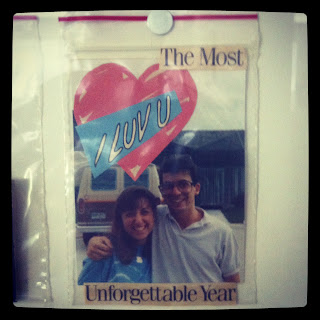 The Most
I LUV U
Unforgettable Year